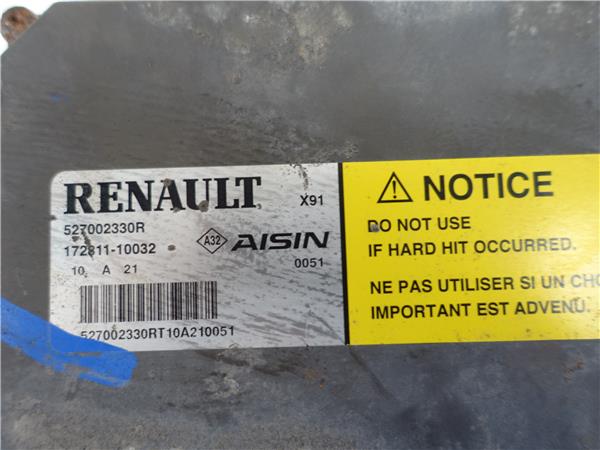 RENAULT X91
527002330R
172811-10032 A32 AISIN
10 A 21 0051
527002330RT10A210051
NOTICE
DO NOT USE
IF HARD HIT OCCURRED.
NE PAS UTILISER SI UN
IMPORTANT EST ADVENU.